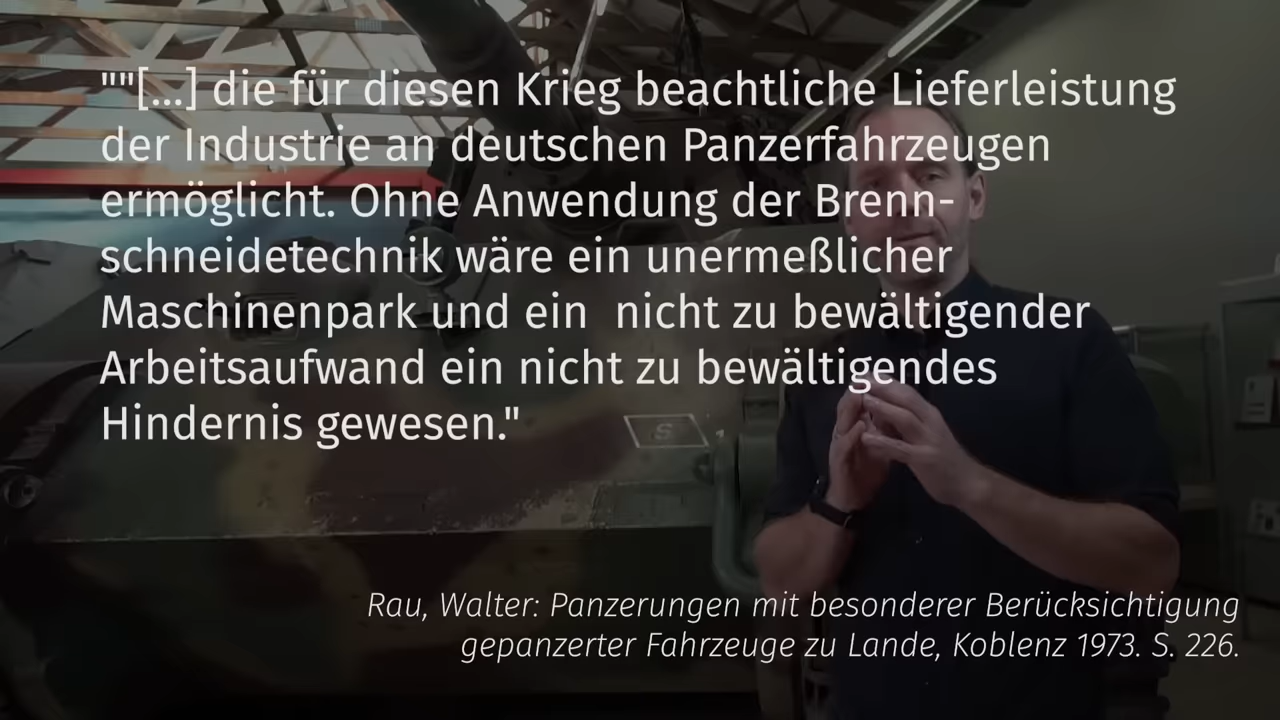 ""[...] die für diesen Krieg beachtliche Lieferleistung
der Industrie an deutschen Panzerfahrzeugen
ermöglicht. Ohne Anwendung der Brenn-
schneidetechnik wäre ein unermeßlicher
Maschinenpark und ein  nicht zu bewältigender
Arbeitsaufwand ein nicht zu bewältigendes
Hindernis gewesen."
S
Rau, Walter: Panzerungen mit besonderer Berücksichtigung
gepanzerter Fahrzeuge zu Lande, Koblenz 1973. S. 226.